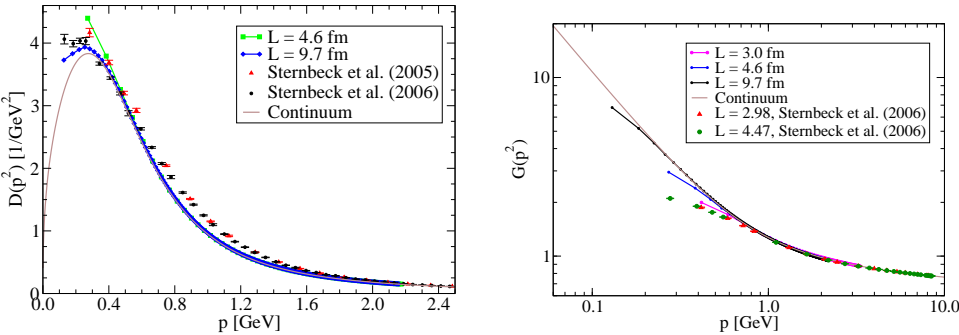 L = 4.6 fm
L = 9.7 fm
Sternbeck et al. (2005)
Sternbeck et al. (2006)
Continuum
D(p²) [1/GeV²]
4
3
2
1
0
0
0.4
0.8
1.2
1.6
2.0
2.4
p [GeV]
L = 3.0 fm
L = 4.6 fm
L = 9.7 fm
Continuum
L = 2.98, Sternbeck et al. (2006)
L = 4.47, Sternbeck et al. (2006)
G(p²)
10
1
0.1
1.0
10.0
p [GeV]